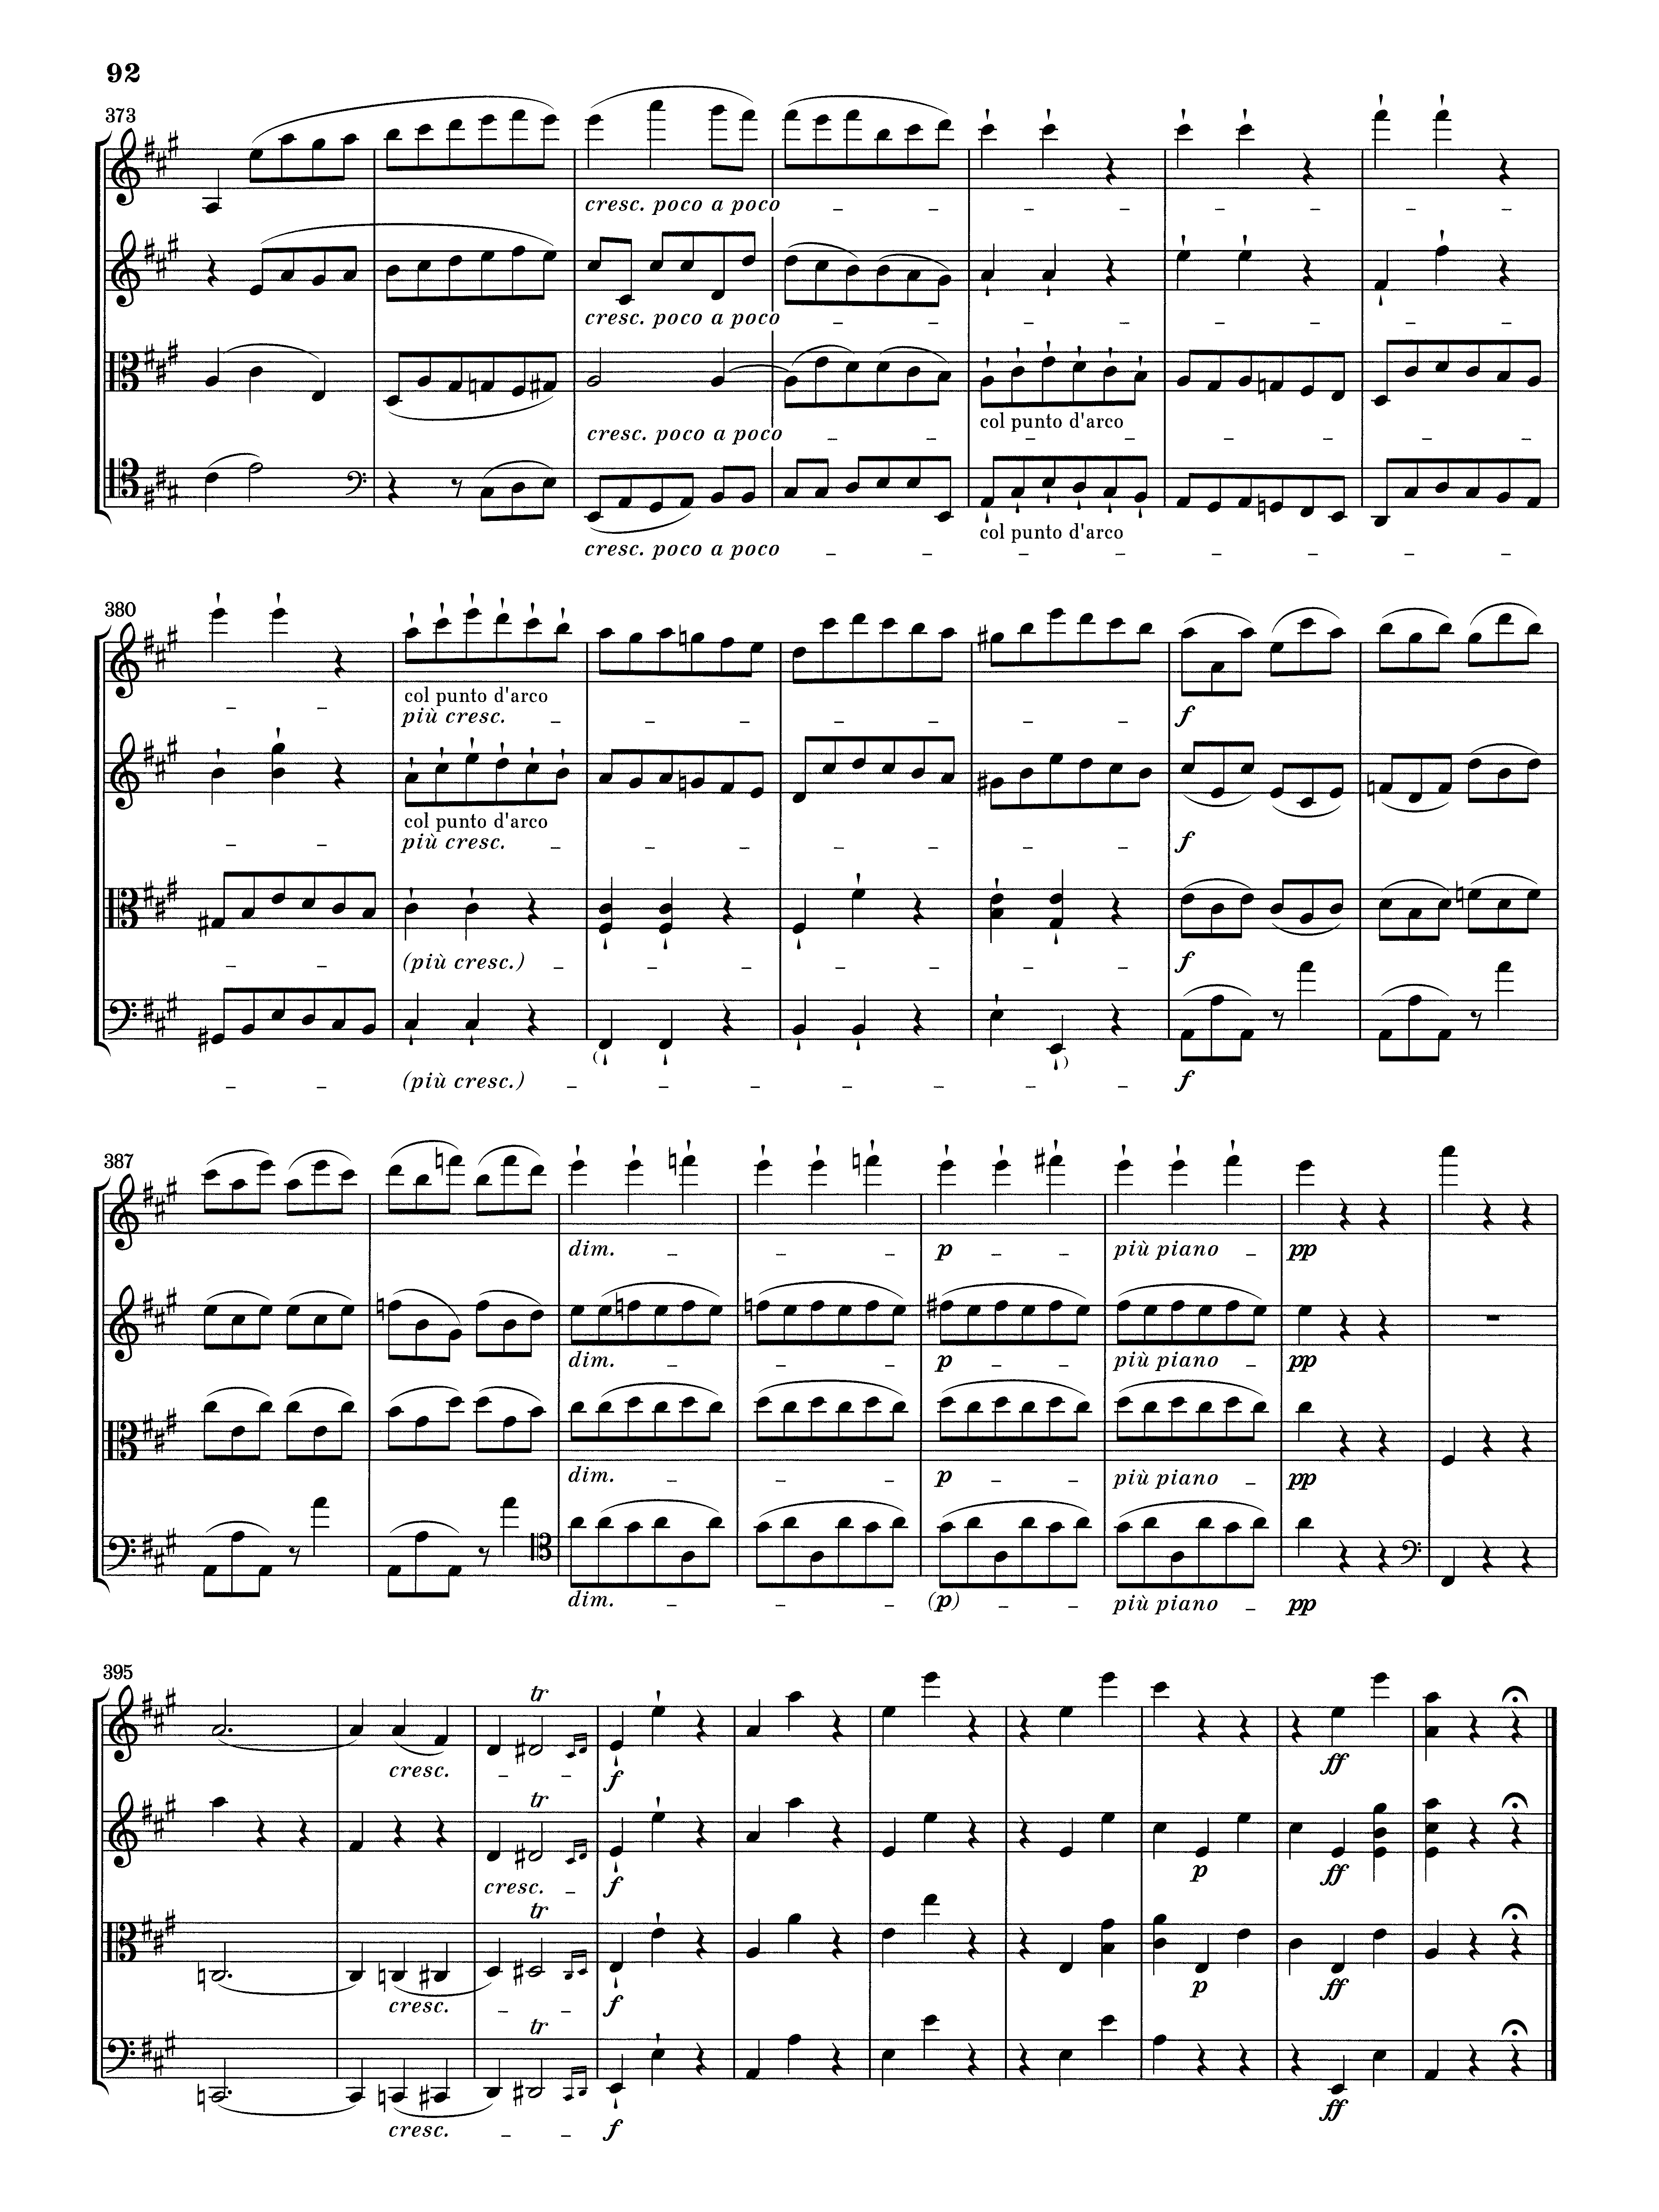 92
373
cresc. poco a poco
cresc. poco a poco
col punto d'arco
cresc. poco a poco
col punto d'arco
cresc. poco a poco
380
col punto d'arco
più cresc.
f
col punto d'arco
più cresc.
f
(più cresc.)
f
(più cresc.)
f
387
dim. p più piano pp
dim. p più piano pp
dim. p più piano pp
dim. (p) più piano pp
395
tr
cresc. f ff
tr
cresc. f p ff
tr
cresc. f p ff
tr
cresc. f ff